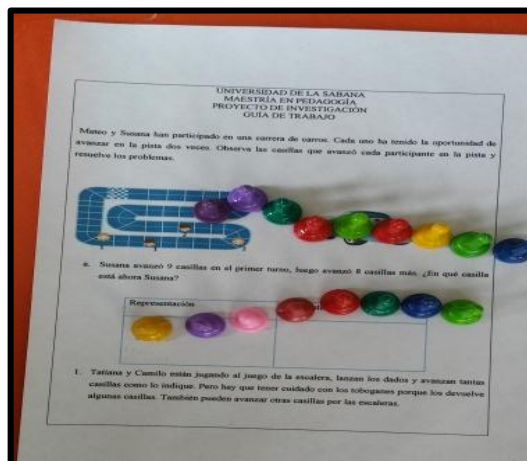 UNIVERSIDAD DE LA SABANA
MAESTRÍA EN PEDAGOGÍA
PROYECTO DE INVESTIGACIÓN
GUIA DE TRABAJO
Mateo y Susana han participado en una carrera de carros. Cada uno ha tenido la oportunidad de
avanzar en la pista dos veces. Observa las casillas que avanzó cada participante en la pista y
resuelve los problemas.
e. Susana avanzó 9 casillas en el primer turno, luego avanzó 8 casillas más. ¿En qué casilla
está ahora Susana?
Representación
f. Tatiana y Camilo están jugando al juego de la escalera, lanzan los dados y avanzan tantas
casillas como lo indique. Pero hay que tener cuidado con los toboganes porque los devuelve
algunas casillas. También pueden avanzar otras casillas por las escaleras.